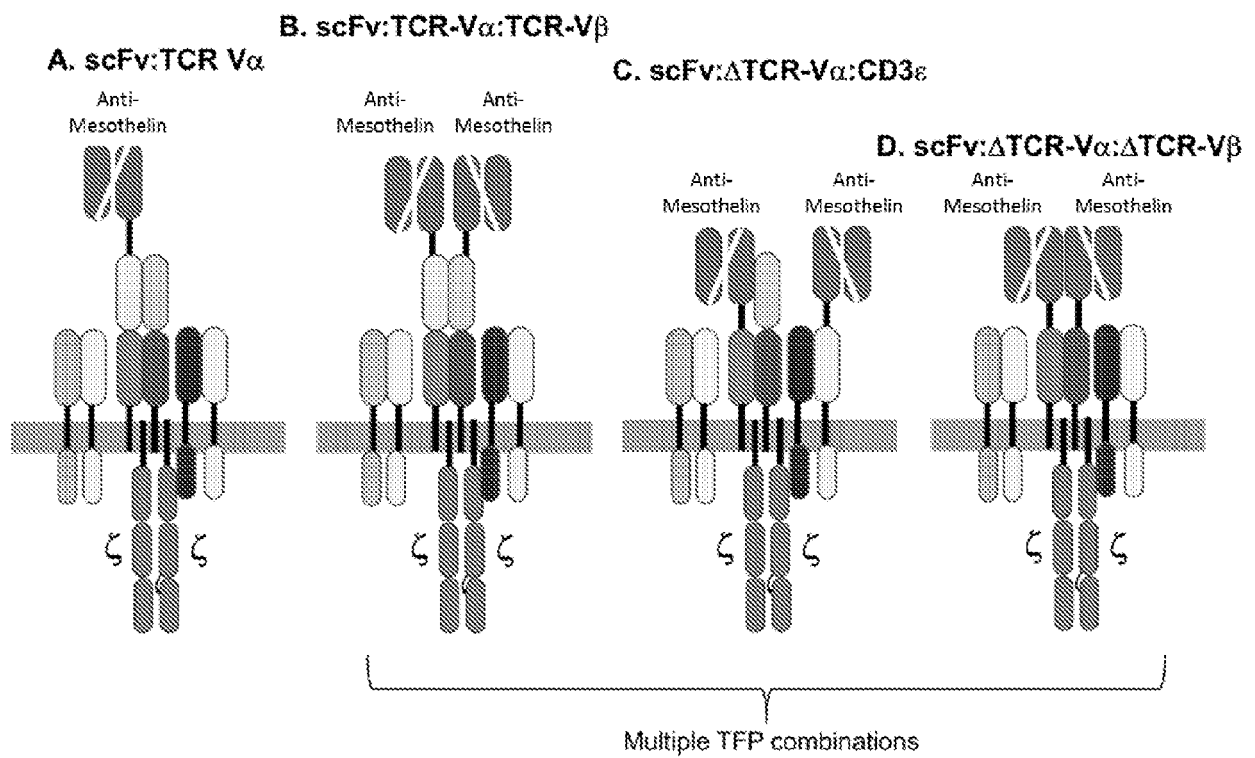 B. scFv:TCR-Vα:TCR-Vβ
A. scFv:TCR Vα
C. scFv:ΔTCR-Vα:CD3ε
D. scFv:ΔTCR-Vα:ΔTCR-Vβ
Anti-
Mesothelin
Anti-
Mesothelin
Anti-
Mesothelin
Anti-
Mesothelin
Anti-
Mesothelin
Anti-
Mesothelin
Anti-
Mesothelin
ζ ζ
ζ ζ
ζ ζ
ζ ζ
Multiple TFP combinations